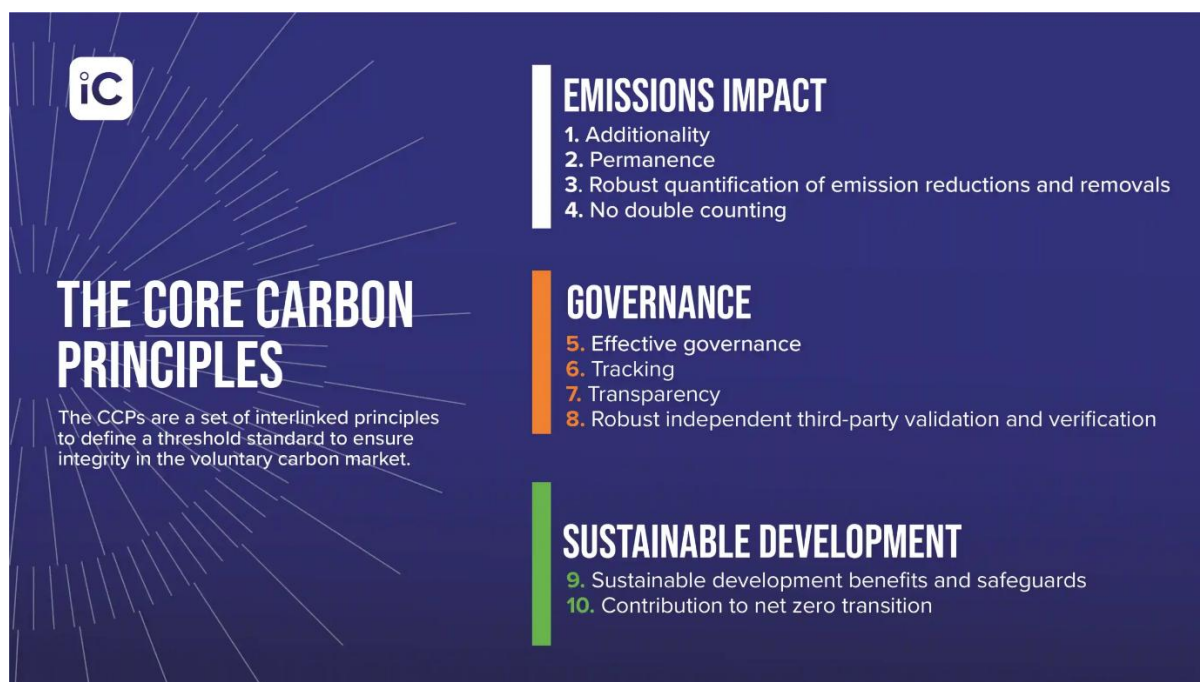 iC
THE CORE CARBON
PRINCIPLES
The CCPs are a set of interlinked principles
to define a threshold standard to ensure
integrity in the voluntary carbon market.
EMISSIONS IMPACT
1. Additionality
2. Permanence
3. Robust quantification of emission reductions and removals
4. No double counting
GOVERNANCE
5. Effective governance
6. Tracking
7. Transparency
8. Robust independent third-party validation and verification
SUSTAINABLE DEVELOPMENT
9. Sustainable development benefits and safeguards
10. Contribution to net zero transition